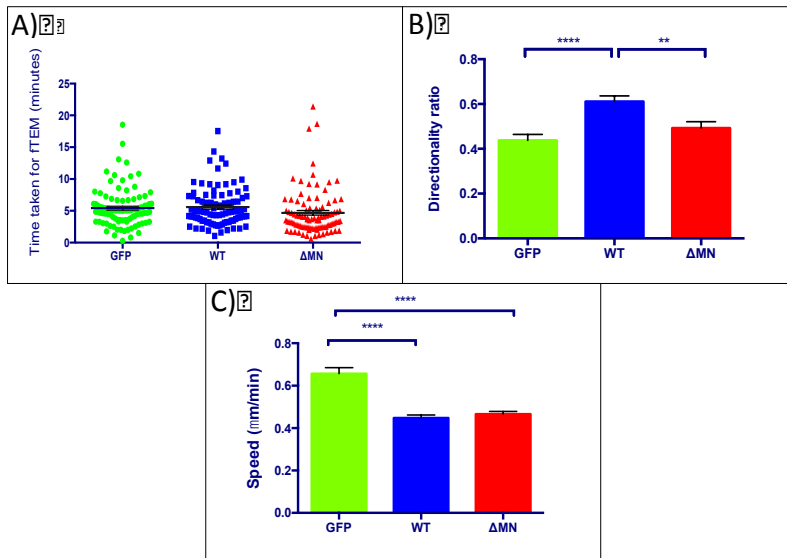 A)⍰ ⍰
Time taken for fTEM (minutes)
25
20
15
10
5
0
GFP WT ΔMN
B)⍰
**** **
Directionality ratio
0.8
0.6
0.4
0.2
0.0
GFP WT ΔMN
C)⍰
****
****
Speed (mm/min)
0.8
0.6
0.4
0.2
0.0
GFP WT ΔMN